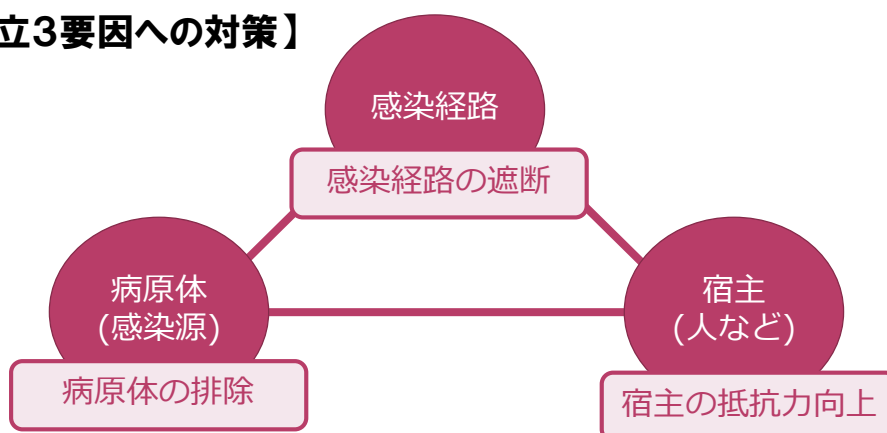 立3要因への対策】
感染経路
感染経路の遮断
病原体
(感染源)
病原体の排除
宿主
(人など)
宿主の抵抗力向上